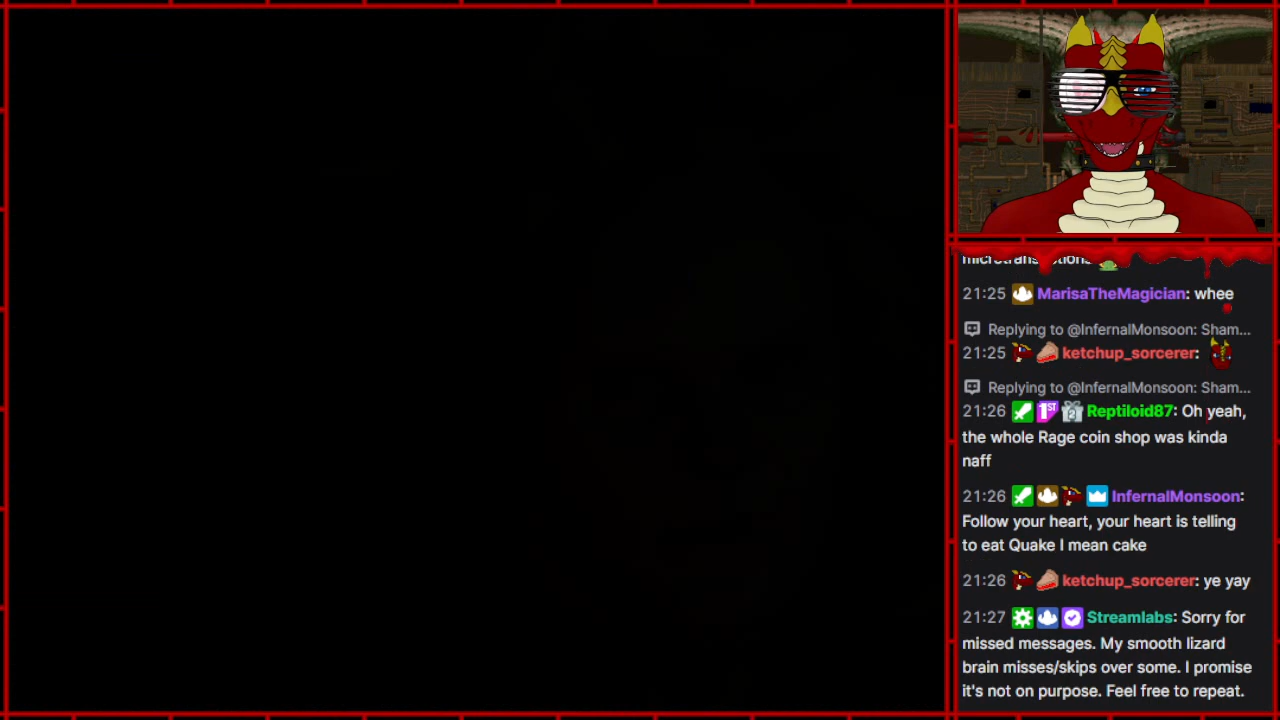 21:25 MarisaTheMagician: whee
Replying to @InfernalMonsoon: Sham...
21:25 ketchup_sorcerer:
Replying to @InfernalMonsoon: Sham...
21:26 1ST 2 Reptiloid87: Oh yeah,
the whole Rage coin shop was kinda
naff
21:26 InfernalMonsoon:
Follow your heart, your heart is telling
to eat Quake I mean cake
21:26 ketchup_sorcerer: ye yay
21:27 Streamlabs: Sorry for
missed messages. My smooth lizard
brain misses/skips over some. I promise
it's not on purpose. Feel free to repeat.